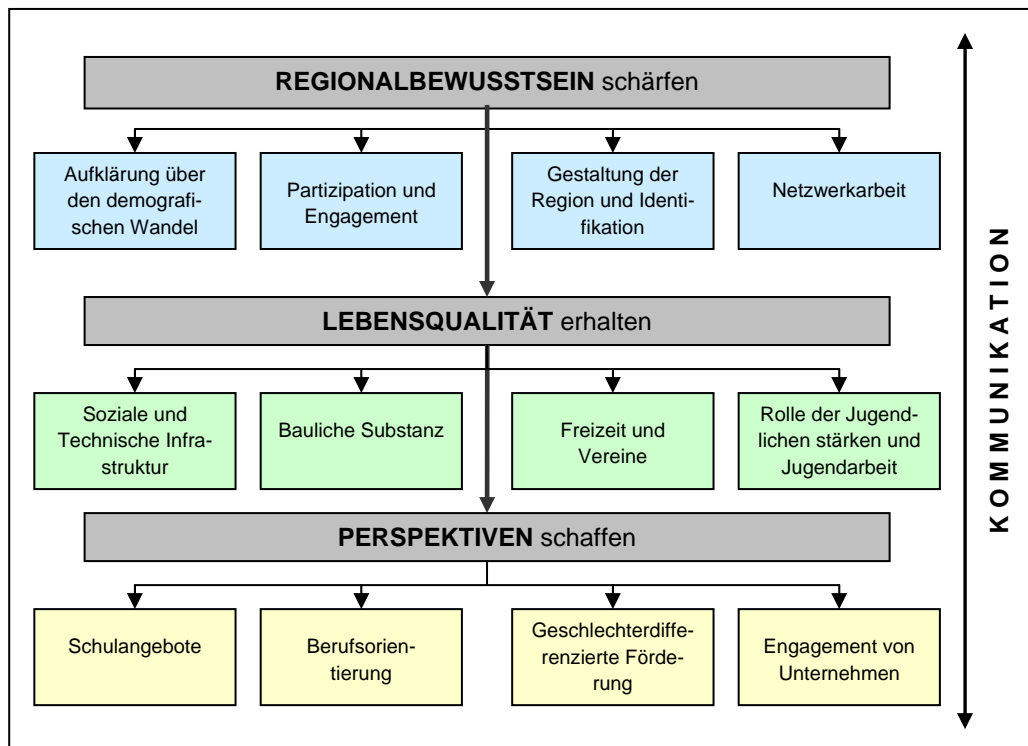 REGIONALBEWUSSTSEIN schärfen
Aufklärung über
den demografi-
schen Wandel
Partizipation und
Engagement
Gestaltung der
Region und Identi-
fikation
Netzwerkarbeit
LEBENSQUALITÄT erhalten
Soziale und
Technische Infra-
struktur
Bauliche Substanz
Freizeit und
Vereine
Rolle der Jugend-
lichen stärken und
Jugendarbeit
PERSPEKTIVEN schaffen
Schulangebote
Berufsorien-
tierung
Geschlechterdiffe-
renzierte Förde-
rung
Engagement von
Unternehmen
KOMMUNIKATION